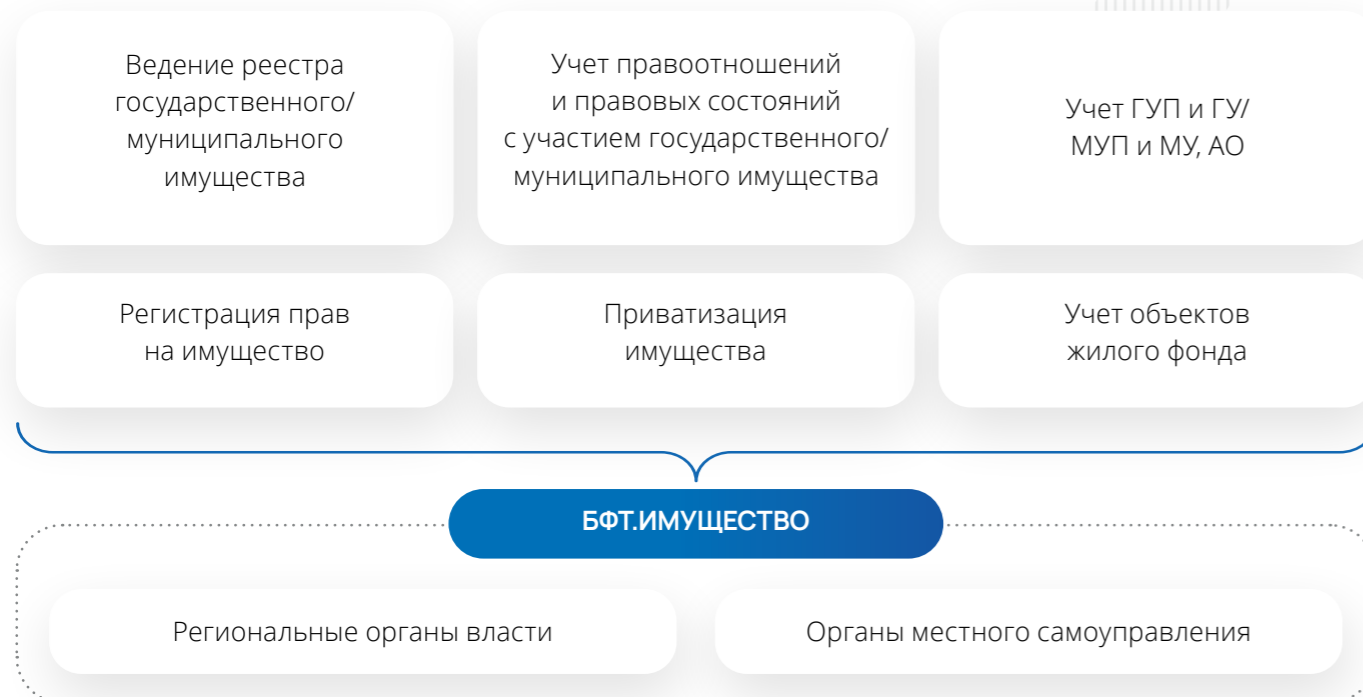 Ведение реестра
государственного/
муниципального
имущества
Учет правоотношений
и правовых состояний
с участием государственного/
муниципального имущества
Учет ГУП и ГУ/
МУП и МУ, АО
Регистрация прав
на имущество
Приватизация
имущества
Учет объектов
жилого фонда
БФТ.ИМУЩЕСТВО
Региональные органы власти
Органы местного самоуправления